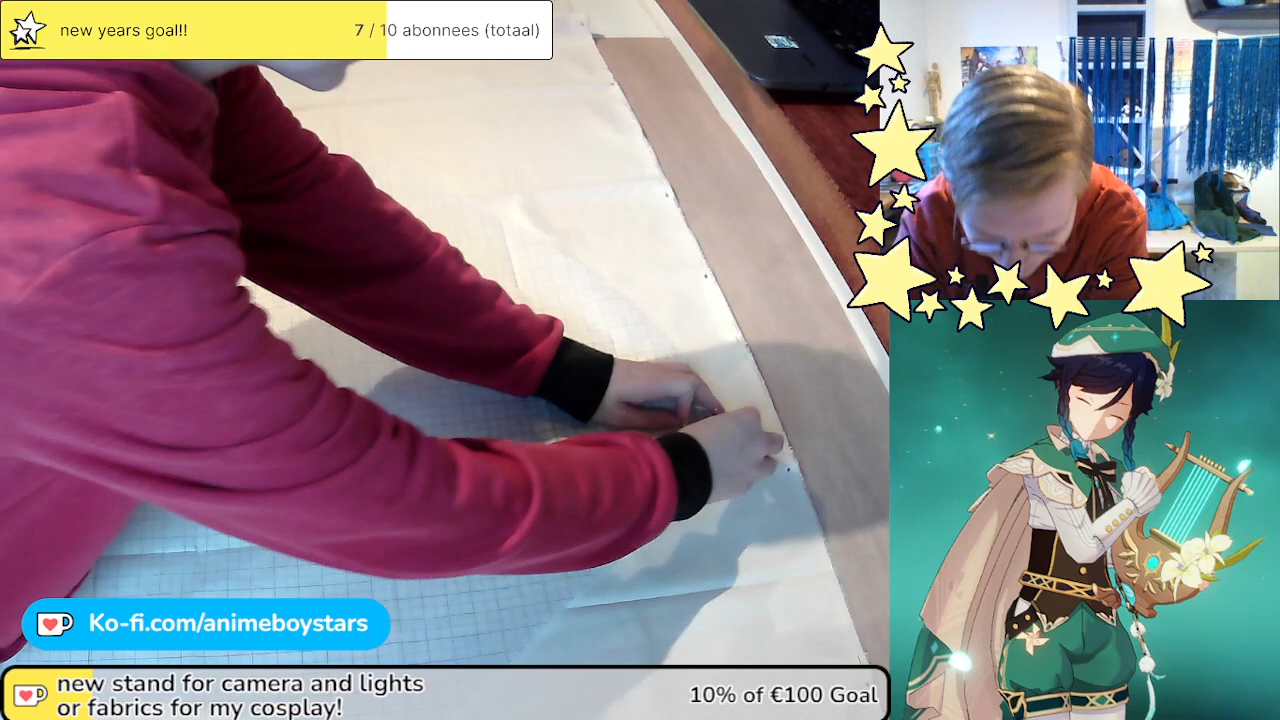 new years goal!!
7 / 10 abonnees (totaal)
7
Ko-fi.com/animeboystars
new stand for camera and lights
or fabrics for my cosplay!
10% of €100 Goal